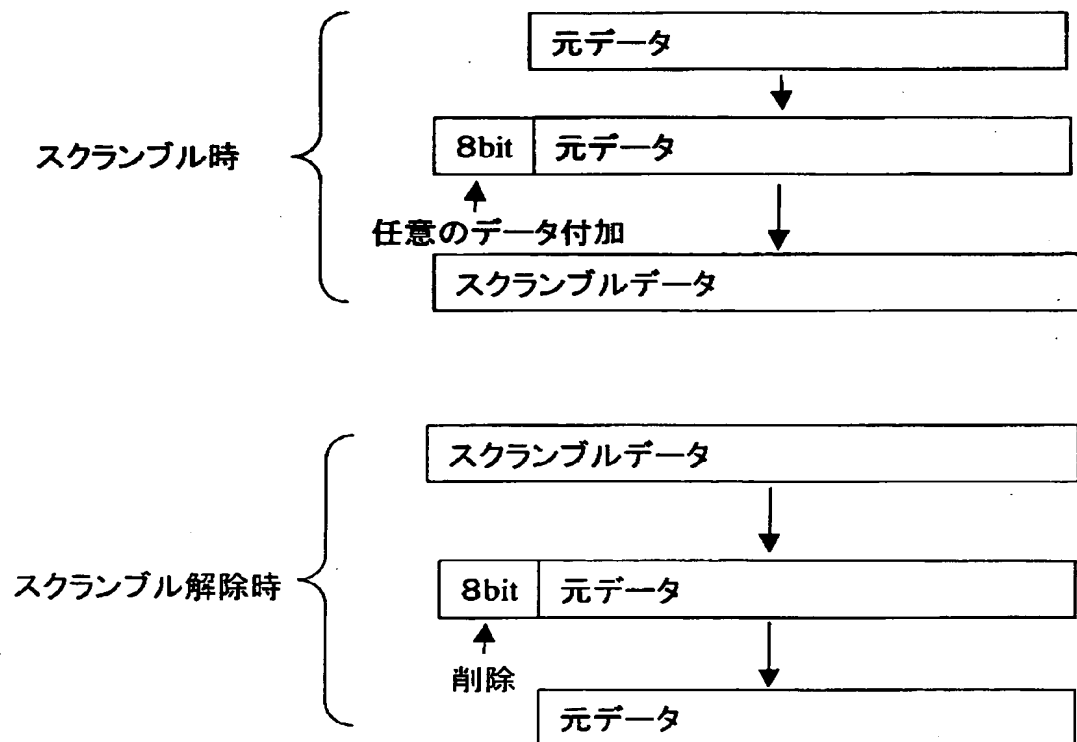 元データ
8bit 元データ
スクランブル時
任意のデータ付加
スクランブルデータ
スクランブルデータ
8bit 元データ
スクランブル解除時
削除
元データ